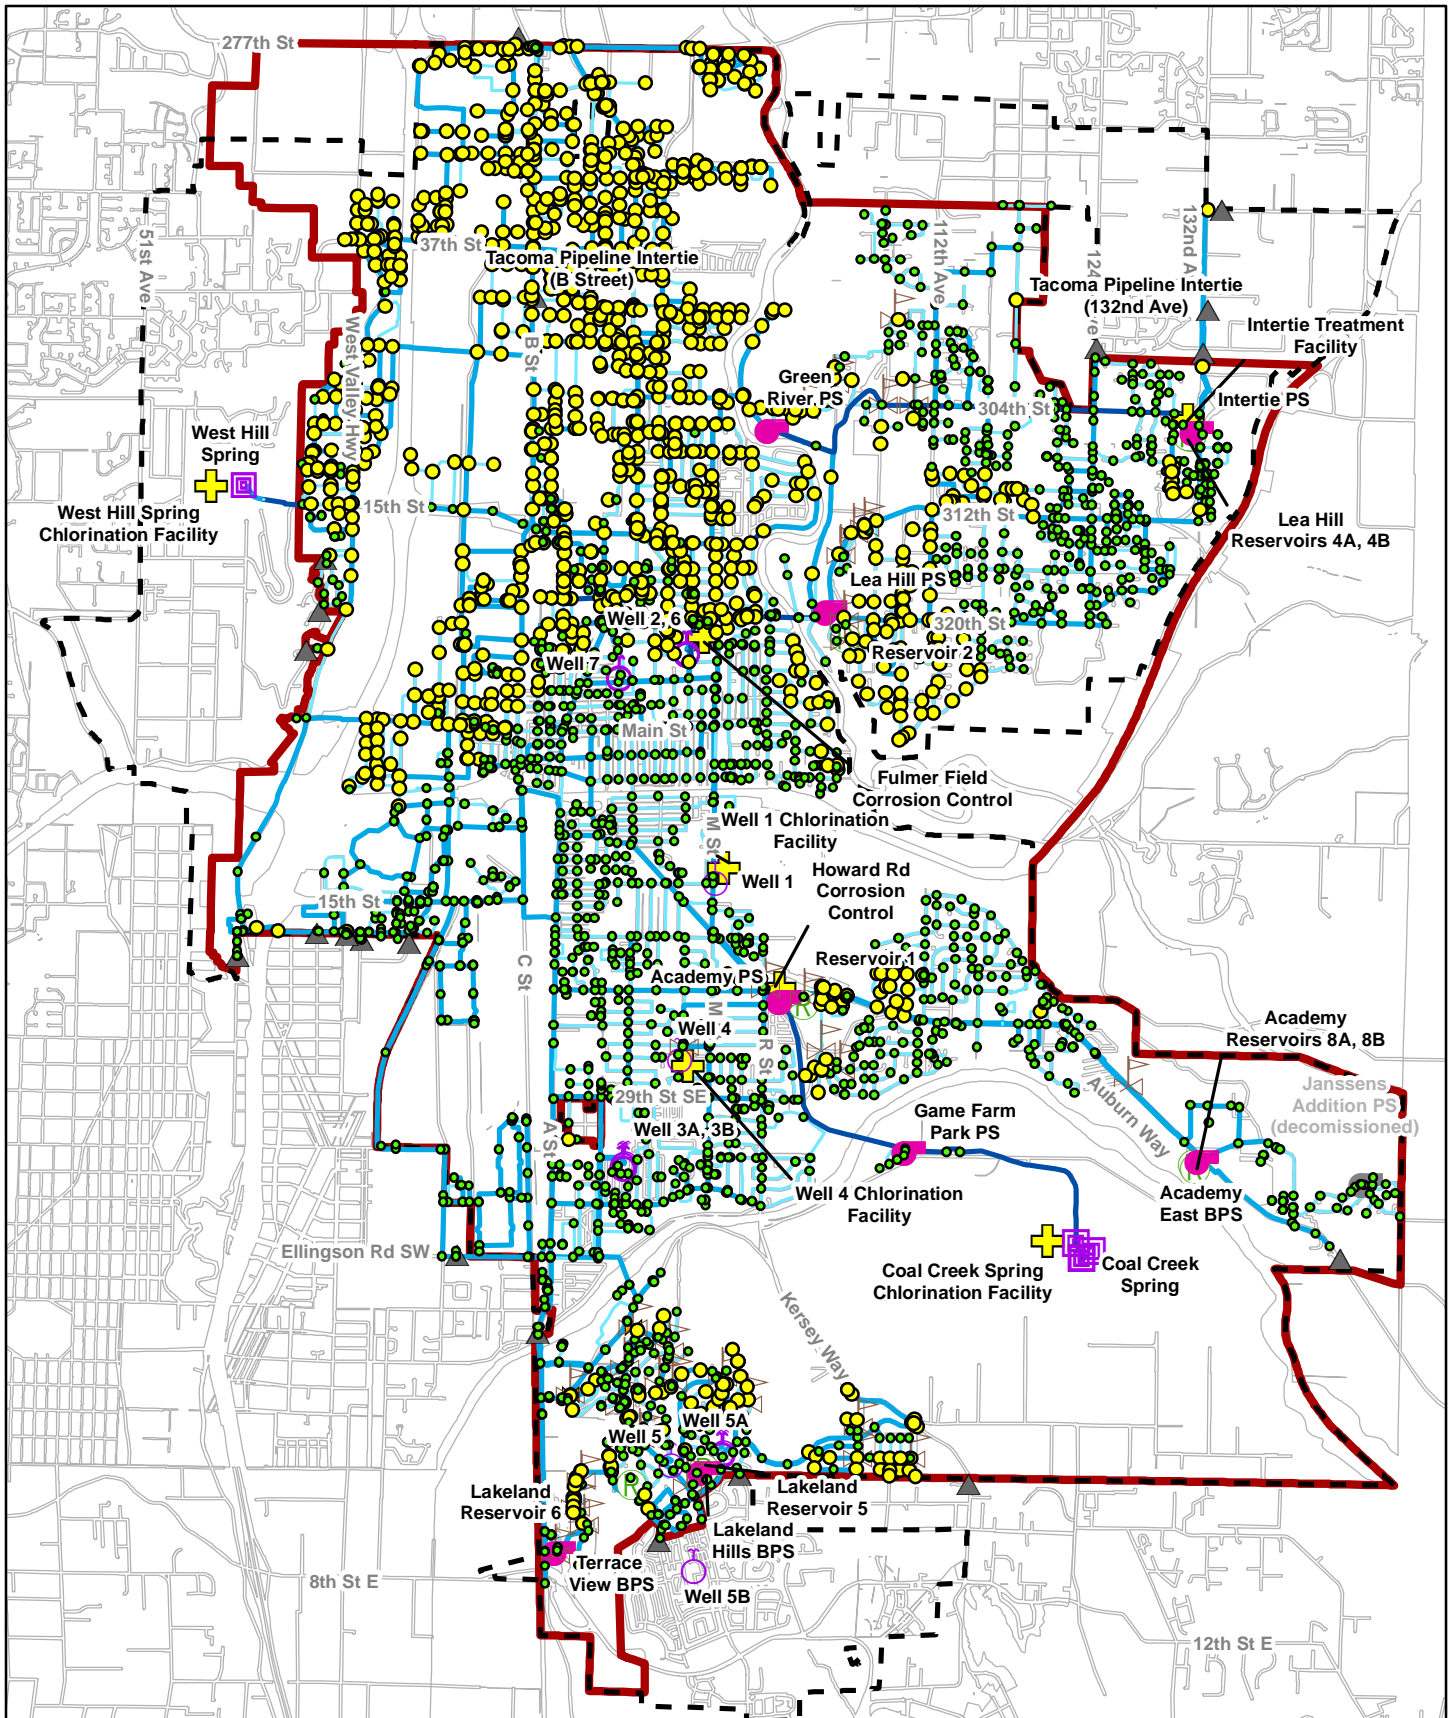 277th St
51st Ave
37th St
Tacoma Pipeline Intertie
(B Street)
112th Ave
132nd A
124
ve
Tacoma Pipeline Intertie
(132nd Ave)
Intertie Treatment
Facility
Intertie PS
West Valley Hwy
B St
Green
River PS
304th St
West Hill
Spring
West Hill Spring
Chlorination Facility
15th St
312th St
Lea Hill
Reservoirs 4A, 4B
Lea Hill PS
Well 2, 6
320th St
Reservoir 2
Well 7
Main St
Fulmer Field
Corrosion Control
M St
Well 1 Chlorination
Facility
Well 1
Howard Rd
Corrosion
Control
15th St
C St
Reservoir 1
Academy PS
R
M
Well 4
R St
Academy
Reservoirs 8A, 8B
Auburn Way
Janssens
Addition PS
(decomissioned)
29th St SE
Game Farm
Park PS
A St
Well 3A, 3B
R
Well 4 Chlorination
Facility
Academy
East BPS
Ellingson Rd SW
Coal Creek Spring
Chlorination Facility
Coal Creek
Spring
Kersey Way
Well 5A
Well 5
R
Lakeland
Reservoir 6
Lakeland
Reservoir 5
Lakeland
Hills BPS
Terrace
View BPS
8th St E
Well 5B
12th St E